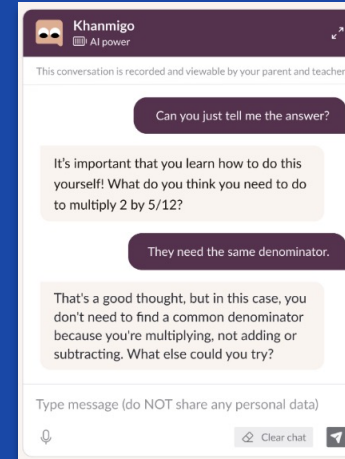 Khanmigo
AI power
This conversation is recorded and viewable by your parent and teacher
Can you just tell me the answer?
It's important that you learn how to do this
yourself! What do you think you need to do
to multiply 2 by 5/12?
They need the same denominator.
That's a good thought, but in this case, you
don't need to find a common denominator
because you're multiplying, not adding or
subtracting. What else could you try?
Type message (do NOT share any personal data)
Clear chat